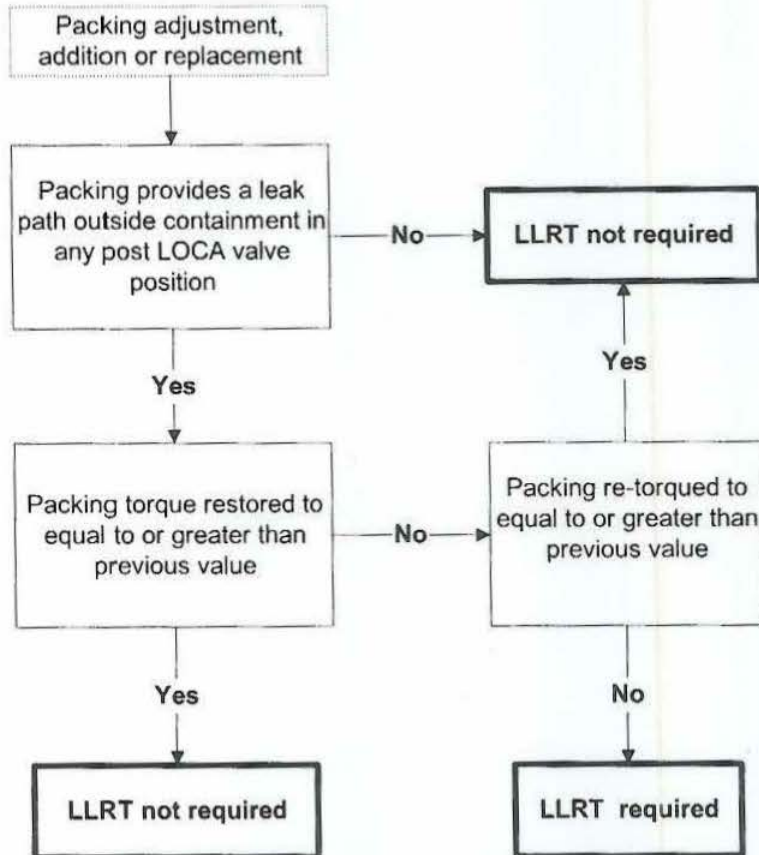 Packing adjustment,
addition or replacement
Packing provides a leak
path outside containment in
any post LOCA valve
position
No
LLRT not required
Yes
Yes
Packing torque restored to
equal to or greater than
previous value
No
Packing re-torqued to
equal to or greater than
previous value
Yes
No
LLRT not required
LLRT required